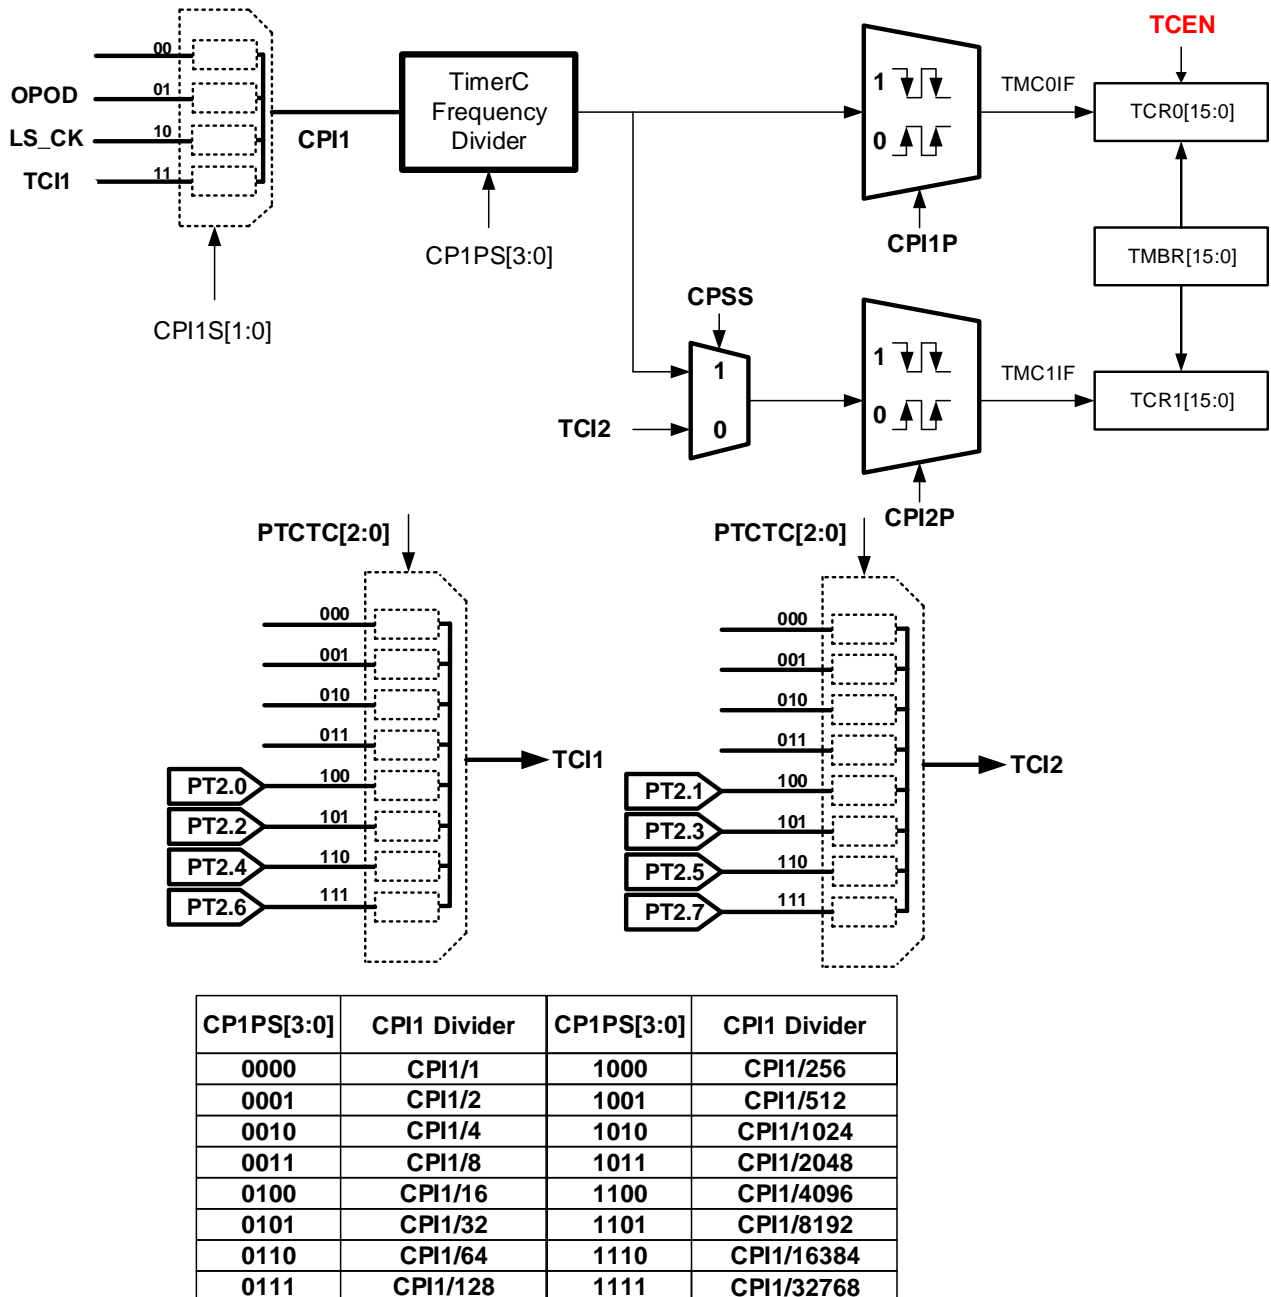 TCEN
00
OPOD
01
LS_CK
10
TCI1
11
CPI1
TimerC
Frequency
Divider
1
0
TMC0IF
TCR0[15:0]
CP1PS[3:0]
CPI1P
TMBR[15:0]
CPI1S[1:0]
CPSS
1
0
TCI2
1
0
TMC1IF
TCR1[15:0]
CPI2P
PTCTC[2:0]
000
001
010
011
PT2.0
100
PT2.2
101
PT2.4
110
PT2.6
111
TCI1
PTCTC[2:0]
000
001
010
011
PT2.1
100
PT2.3
101
PT2.5
110
PT2.7
111
TCI2
CP1PS[3:0] CPI1 Divider CP1PS[3:0] CPI1 Divider
0000 CPI1/1 1000 CPI1/256
0001 CPI1/2 1001 CPI1/512
0010 CPI1/4 1010 CPI1/1024
0011 CPI1/8 1011 CPI1/2048
0100 CPI1/16 1100 CPI1/4096
0101 CPI1/32 1101 CPI1/8192
0110 CPI1/64 1110 CPI1/16384
0111 CPI1/128 1111 CPI1/32768